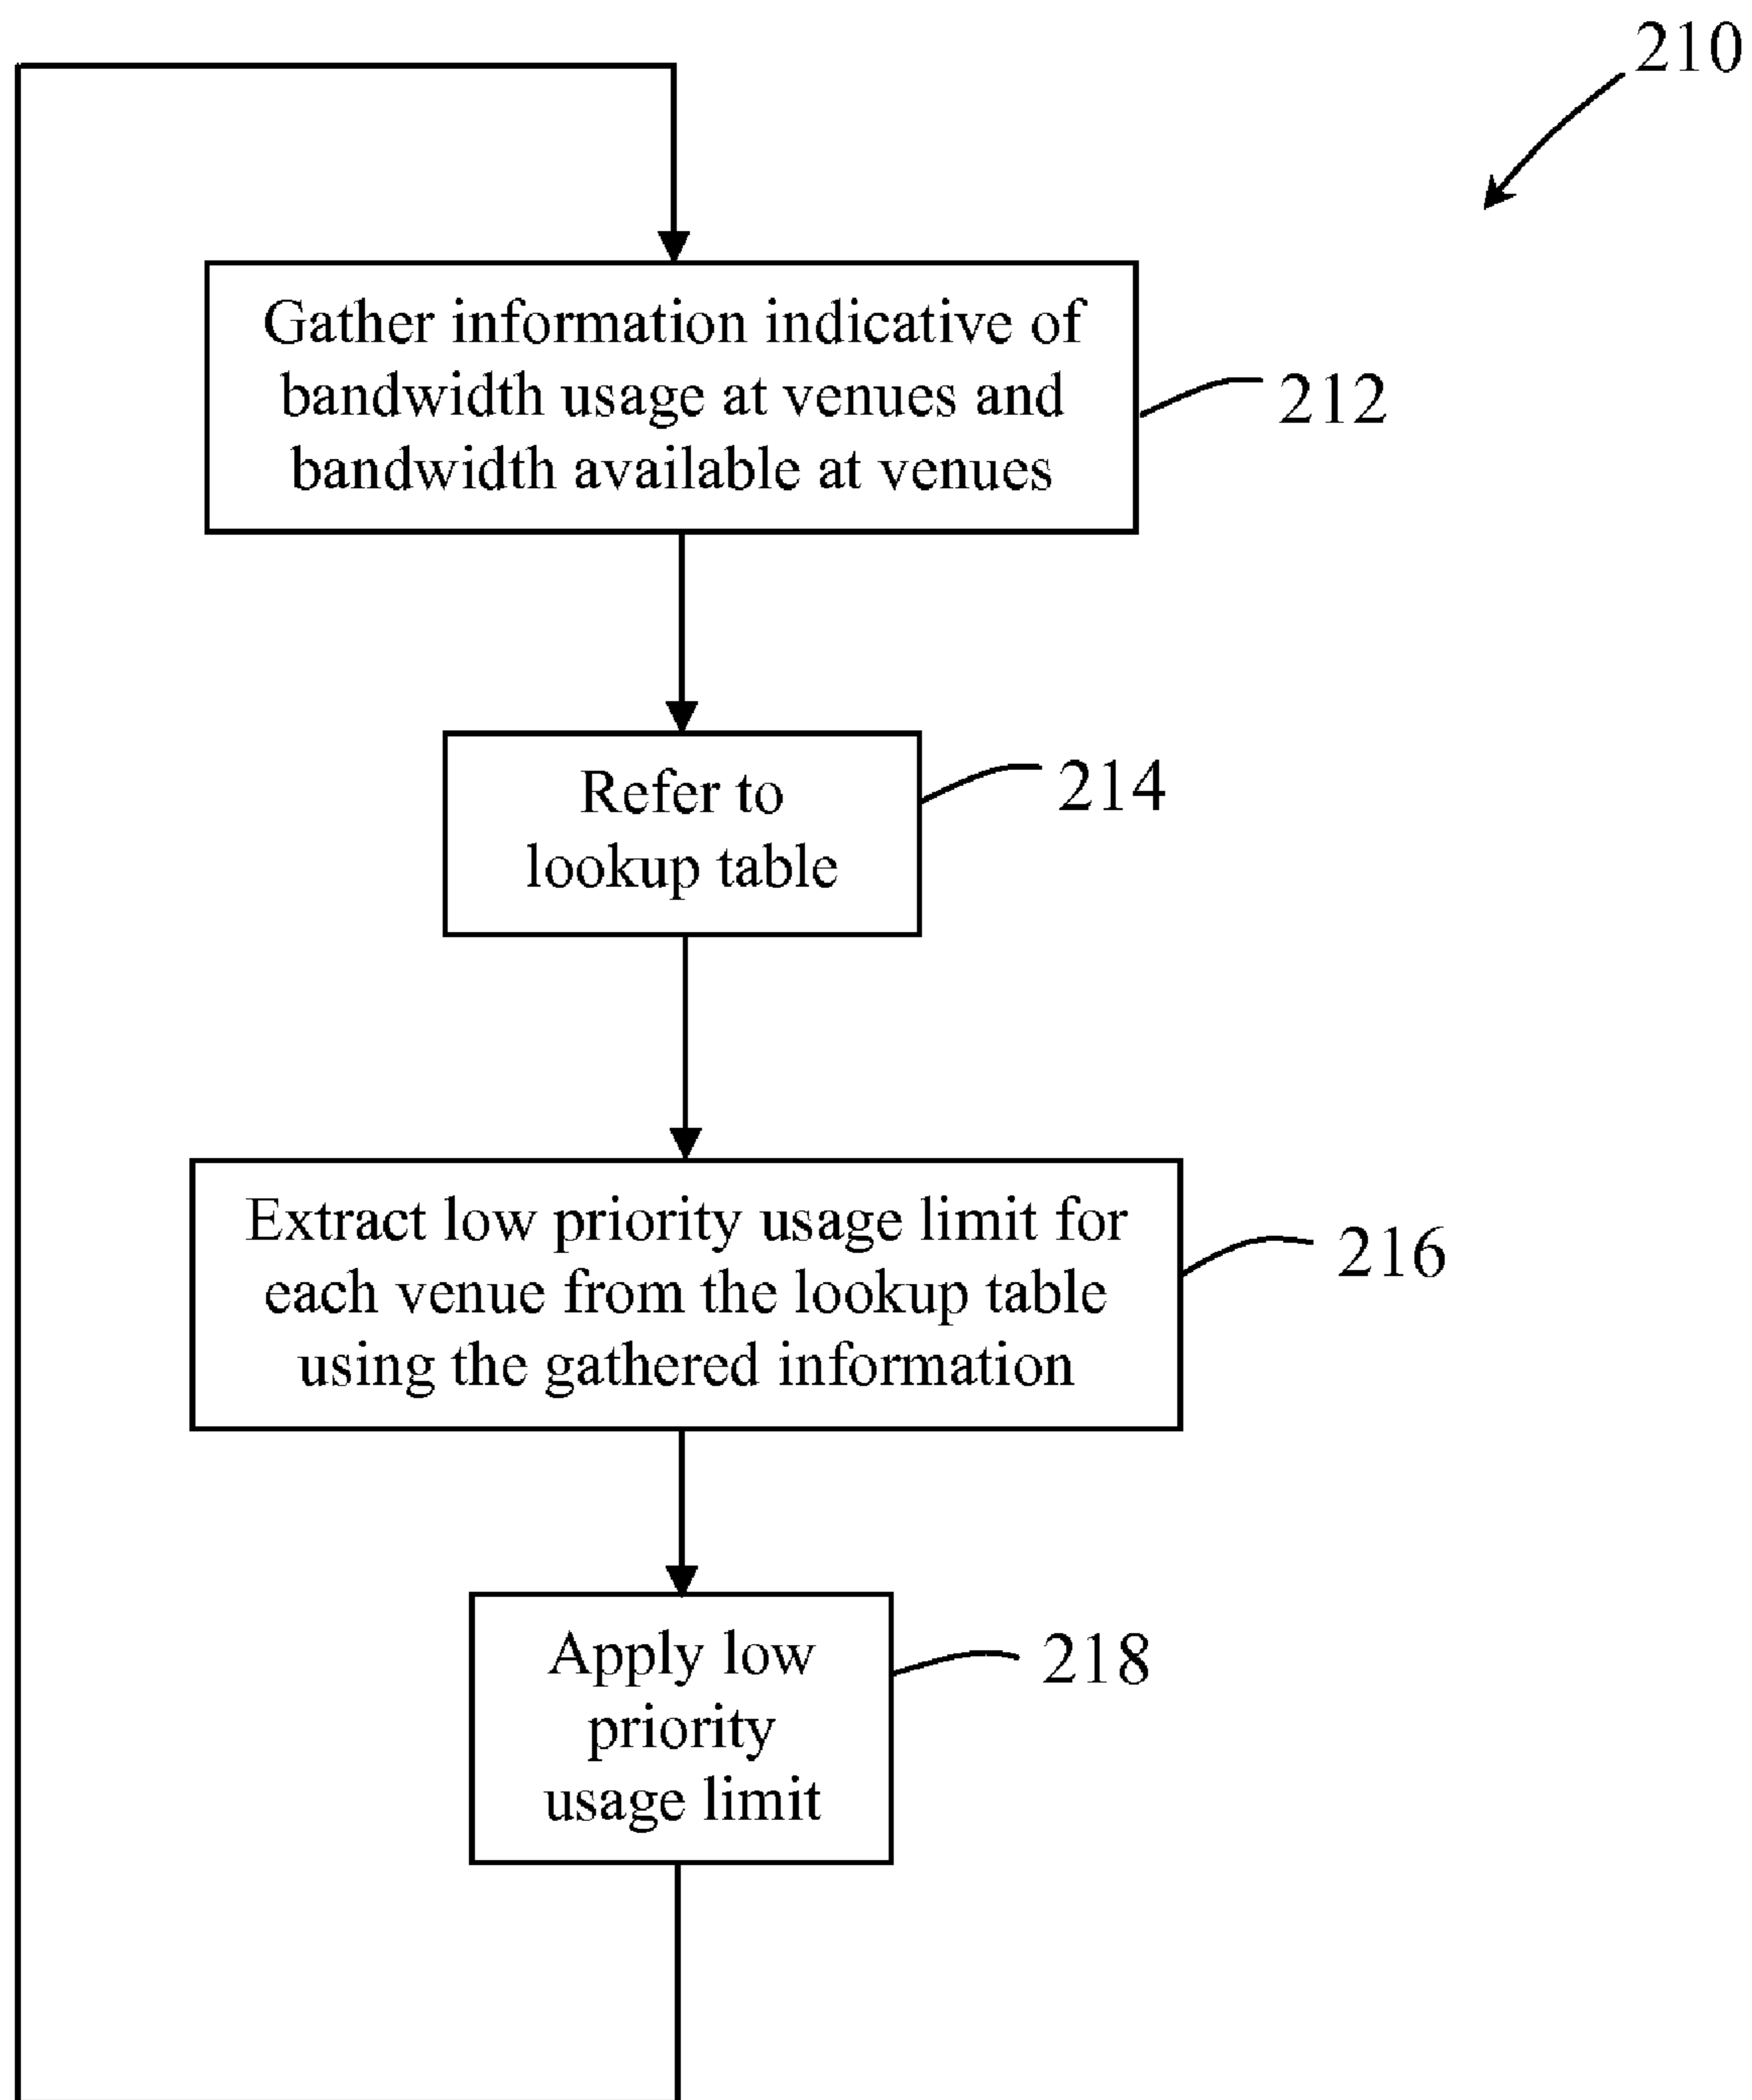 210
Gather information indicative of
bandwidth usage at venues and
bandwidth available at venues
212
Refer to
lookup table
214
Extract low priority usage limit for
each venue from the lookup table
using the gathered information
216
Apply low
priority
usage limit
218